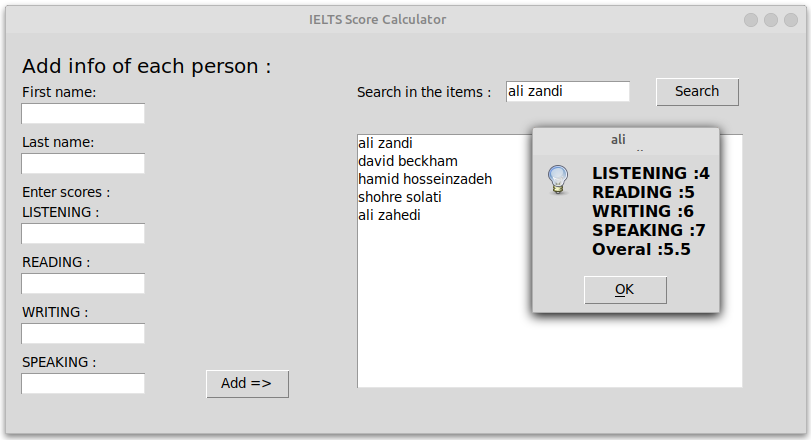 IELTS Score Calculator
Add info of each person :
First name:
Last name:
Enter scores :
LISTENING :
READING :
WRITING :
SPEAKING :
Add =>
Search in the items :
ali zandi
Search
ali zandi
david beckham
hamid hosseinzadeh
shohre solati
ali zahedi
ali
LISTENING :4
READING :5
WRITING :6
SPEAKING :7
Overal :5.5
OK